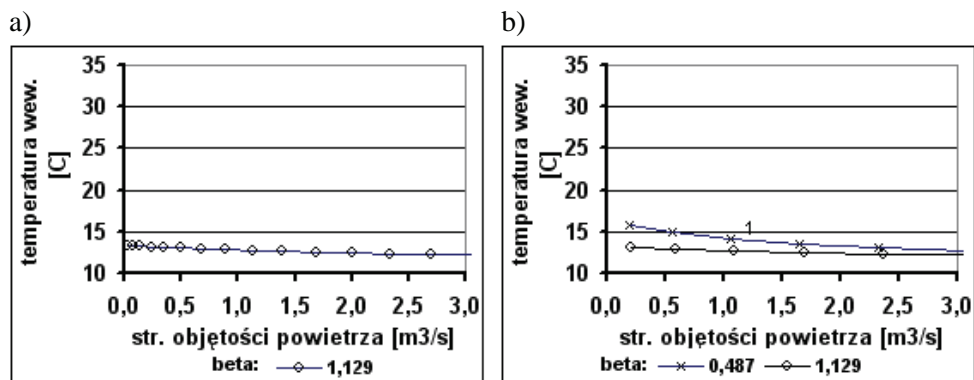 a)
temperatura wew.
[C]
35
30
25
20
15
10
0,0 0,5 1,0 1,5 2,0 2,5 3,0
str. objętości powietrza [m3/s]
beta: 1,129
b)
temperatura wew.
[C]
35
30
25
20
15
10
1
0,0 0,5 1,0 1,5 2,0 2,5 3,0
str. objętości powietrza [m3/s]
beta: 0,487 1,129